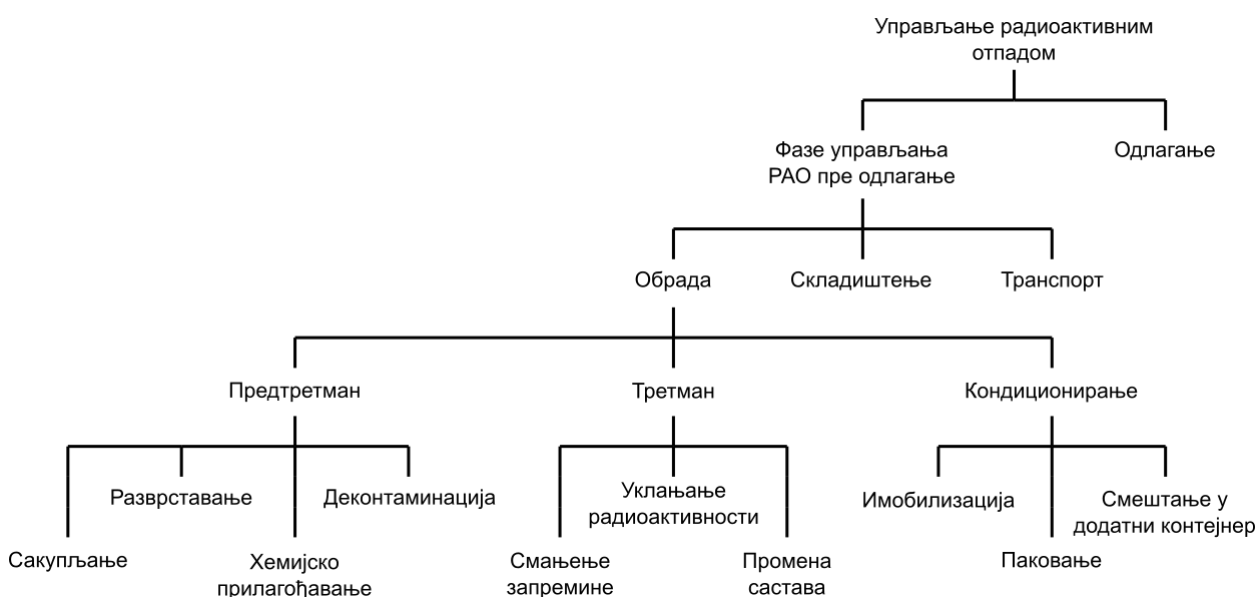 Управљање радиоактивним
отпадом
Фазе управљања
РАО пре одлагање
Одлагање
Обрада
Складиштење
Транспорт
Предтретман
Третман
Кондиционирање
Разврставање
Деконтаминација
Уклањање
радиоактивности
Имобилизација
Смештање у
додатни контејнер
Сакупљање
Хемијско
прилагођавање
Смањење
запремине
Промена
састава
Паковање